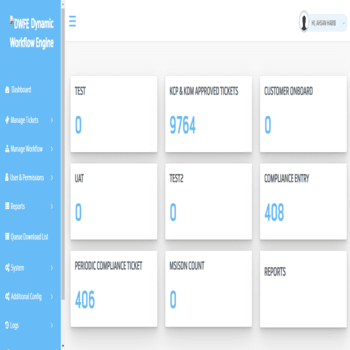 DWFE Dynamic
Workflow Engine
HI, AHSAN HABIB
Dashboard
Manage Tickets
Manage Workflow
User & Permissions
Reports
Queue Download List
System
Additional Config
Logs
TEST
0
KCP & KDM APPROVED TICKETS
9764
CUSTOMER ONBOARD
0
UAT
0
TEST2
0
COMPLIANCE ENTRY
408
PERIODIC COMPLIANCE TICKET
406
MSISDN COUNT
0
REPORTS